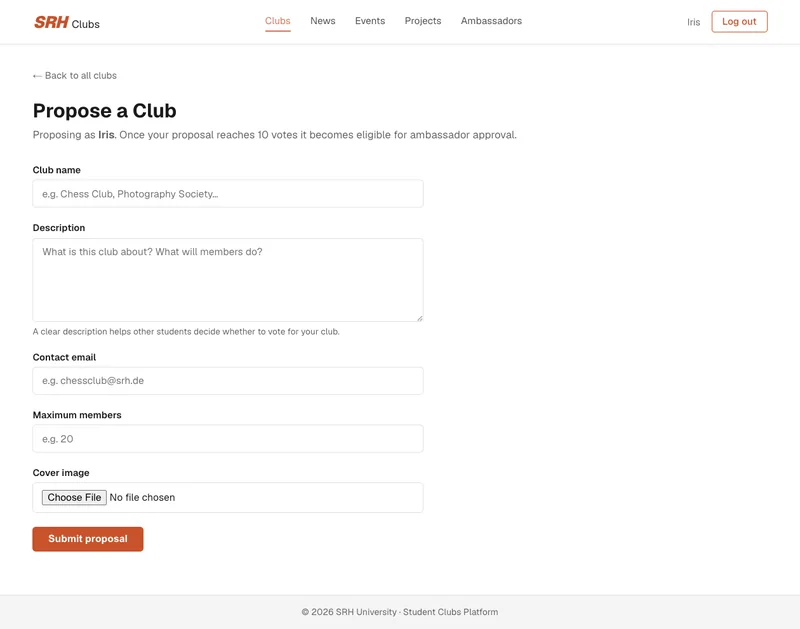 SRH Clubs
Clubs
News
Events
Projects
Ambassadors
Iris
Log out
← Back to all clubs
Propose a Club
Proposing as Iris. Once your proposal reaches 10 votes it becomes eligible for ambassador approval.
Club name
e.g. Chess Club, Photography Society...
Description
What is this club about? What will members do?
A clear description helps other students decide whether to vote for your club.
Contact email
e.g. chessclub@srh.de
Maximum members
e.g. 20
Cover image
Choose File No file chosen
Submit proposal
© 2026 SRH University · Student Clubs Platform